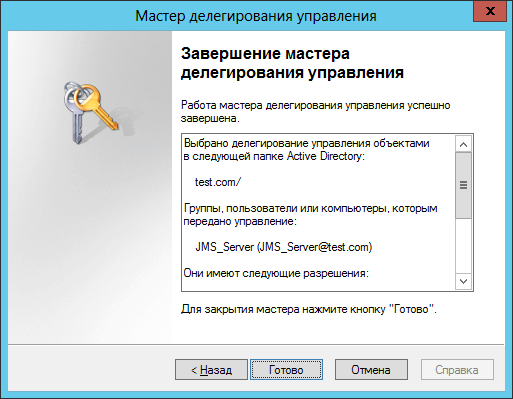 Мастер делегирования управления
x
Завершение мастера
делегирования управления
Работа мастера делегирования управления успешно
завершена.
Выбрано делегирование управления объектами
в следующей папке Active Directory:
test.com/
Группы, пользователи или компьютеры, которым
передано управление:
JMS_Server (JMS_Server@test.com)
Они имеют следующие разрешения:
Для закрытия мастера нажмите кнопку "Готово".
< Назад
Готово
Отмена
Справка